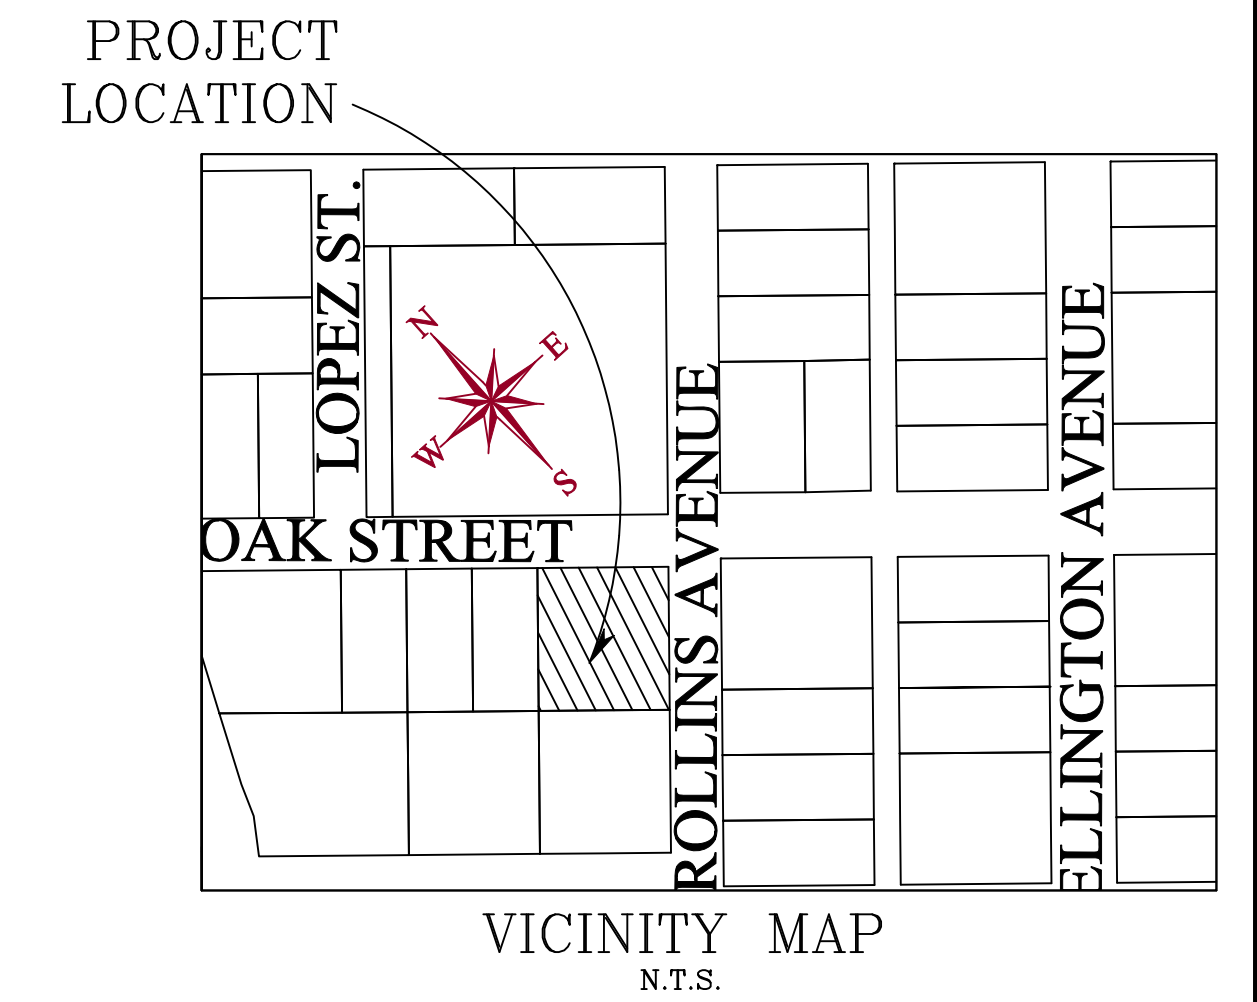 PROJECT
LOCATION
LOPEZ ST.
N
E
W
S
OAK STREET
ROLLINS AVENUE
ELLINGTON AVENUE
VICINITY MAP
N.T.S.